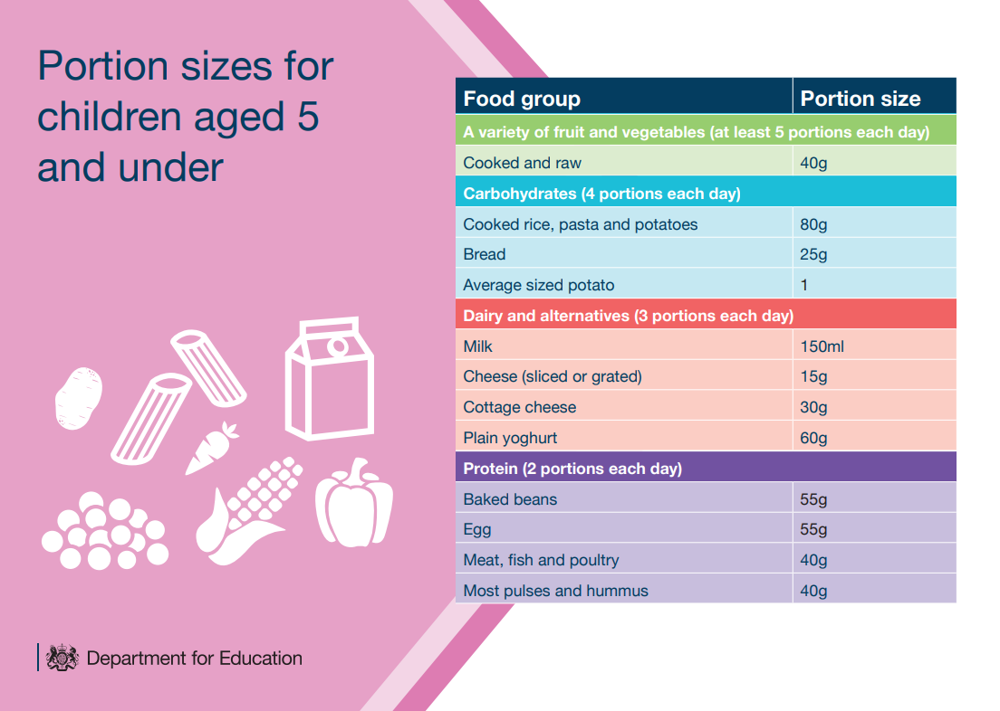 Portion sizes for
children aged 5
and under
Food group Portion size
A variety of fruit and vegetables (at least 5 portions each day)
Cooked and raw 40g
Carbohydrates (4 portions each day)
Cooked rice, pasta and potatoes 80g
Bread 25g
Average sized potato 1
Dairy and alternatives (3 portions each day)
Milk 150ml
Cheese (sliced or grated) 15g
Cottage cheese 30g
Plain yoghurt 60g
Protein (2 portions each day)
Baked beans 55g
Egg 55g
Meat, fish and poultry 40g
Most pulses and hummus 40g
Department for Education